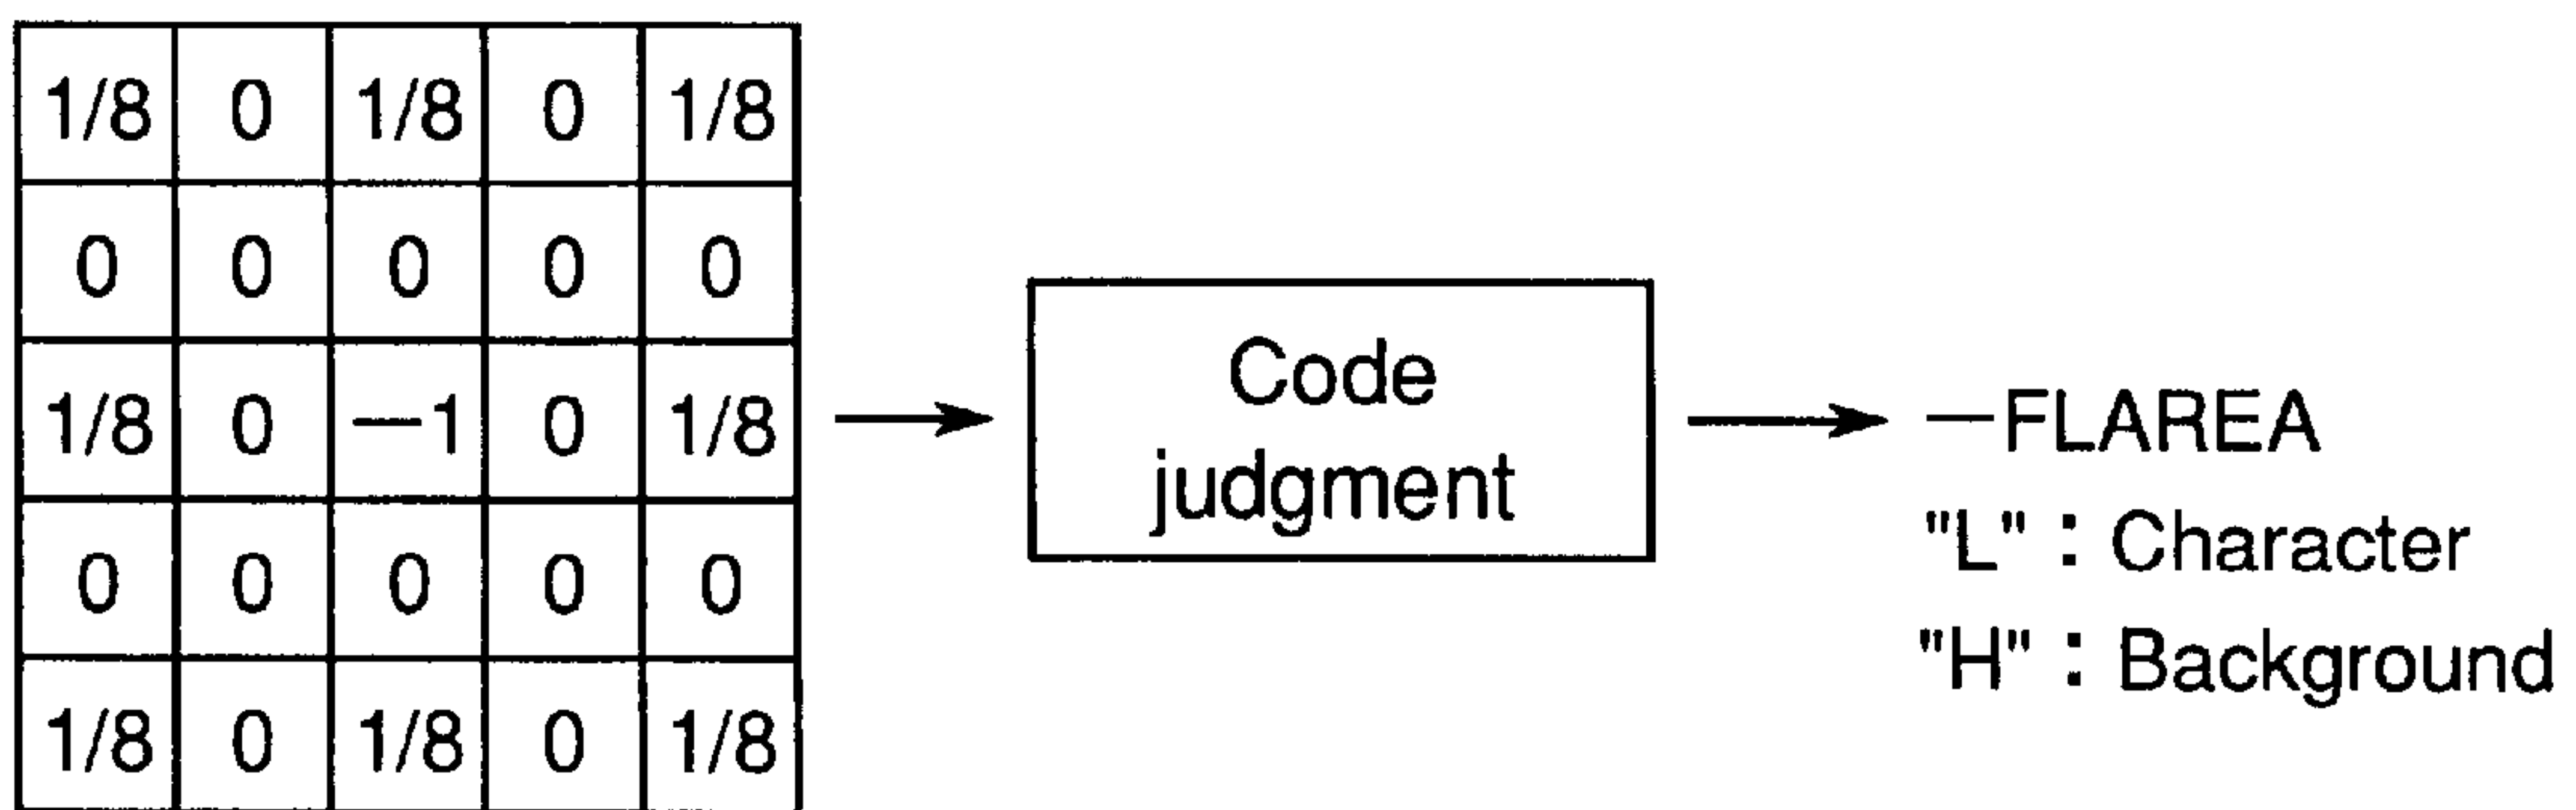 1/8 0 1/8 0 1/8
0 0 0 0 0
1/8 0 —1 0 1/8
0 0 0 0 0
1/8 0 1/8 0 1/8
Code
judgment
—FLAREA
"L" : Character
"H" : Background